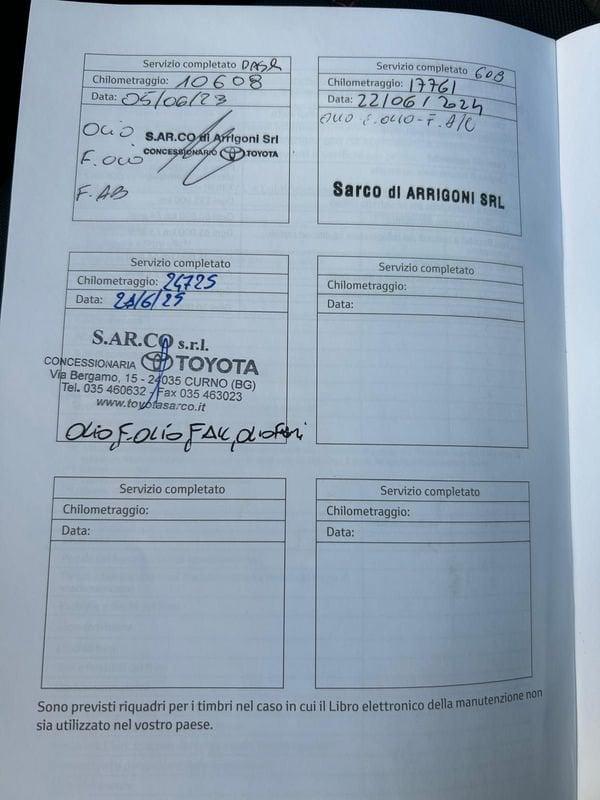 Servizio completato
Chilometraggio: 10608
Data: 05/06/23
Olio
F. olio
F. AB
S.AR.CO di Arrigoni Srl
CONCESSIONARIO TOYOTA
Servizio completato 60B
Chilometraggio: 17761
Data: 22/06/2024
OLIO F. OLIO - F. A/C
Sarco di ARRIGONI SRL
Servizio completato
Chilometraggio: 24725
Data: /6/25
S.AR.CO s.r.l.
CONCESSIONARIA TOYOTA
Via Bergamo, 15 - 24035 CURNO (BG)
Tel. 035 460632 - Fax 035 463023
www.toyotasarco.it
Olio, F. olio,
Servizio completato
Chilometraggio:
Data:
Servizio completato
Chilometraggio:
Data:
Servizio completato
Chilometraggio:
Data:
Sono previsti riquadri per i timbri nel caso in cui il Libro elettronico della manutenzione non
sia utilizzato nel vostro paese.